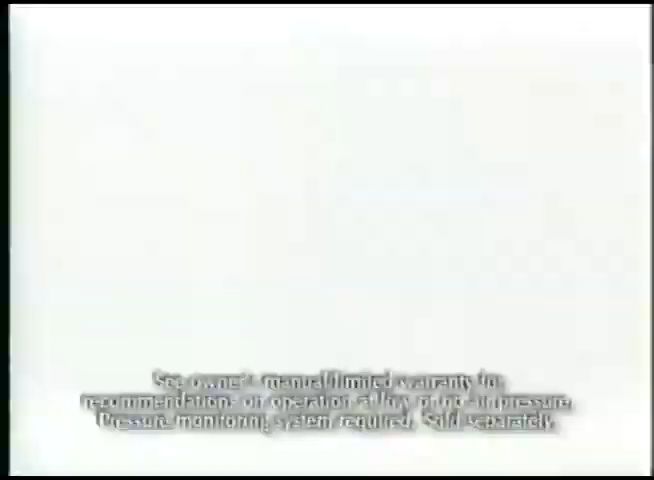 See owner's manual/limited warranty for
recommendations on operation at low or no air pressure.
Pressure monitoring system required. Sold separately.